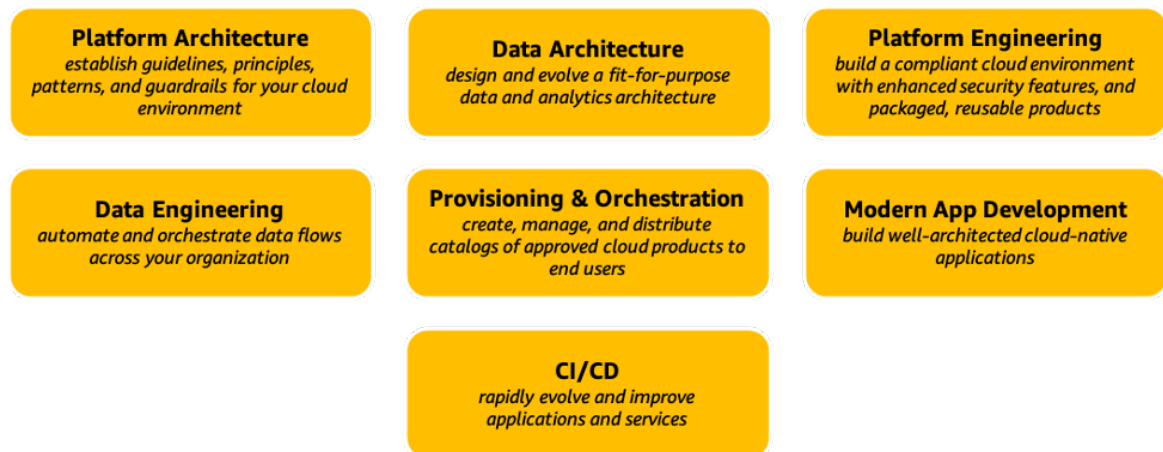 Platform Architecture
establish guidelines, principles,
patterns, and guardrails for your cloud
environment
Data Architecture
design and evolve a fit-for-purpose
data and analytics architecture
Platform Engineering
build a compliant cloud environment
with enhanced security features, and
packaged, reusable products
Data Engineering
automate and orchestrate data flows
across your organization
Provisioning & Orchestration
create, manage, and distribute
catalogs of approved cloud products to
end users
Modern App Development
build well-architected cloud-native
applications
CI/CD
rapidly evolve and improve
applications and services